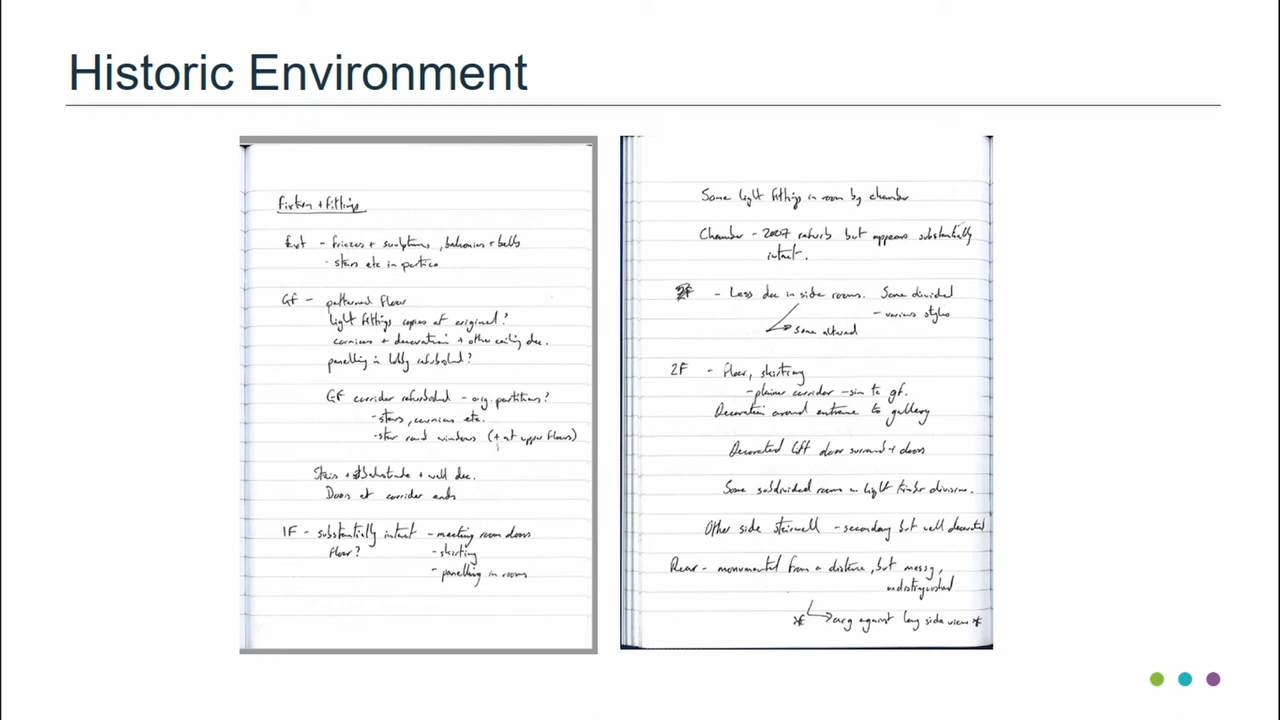 Historic Environment
Fixtures + fittings
Ext - friezes + sculptures, balconies + bells
- stairs etc in portico
GF - patterned floor
light fittings copies of original?
cornices + decoration + other ceiling dec.
panelling in lobby refurbished?
GF corridor refurbished - orig. partitions?
- stairs, cornices etc.
- star round windows (+ at upper floors)
Stairs + balustrade + well dec.
Doors at corridor ends
1F - substantially intact - meeting room doors
floor?
- skirting
- panelling in rooms
Some light fittings in room by chamber
Chamber - 2007 refurb but appears substantially
intact.
- Less dec in side rooms. Some divided
- various styles
some altered
2F - floor, skirting
- plainer corridor - sim to gf.
Decoration around entrance to gallery
Decorated lift door surround + doors
Some subdivided rooms w light timber division.
Other side stairwell - secondary but well decorated
Rear - monumental from a distance, but messy,
undistinguished
* arg against long side views *